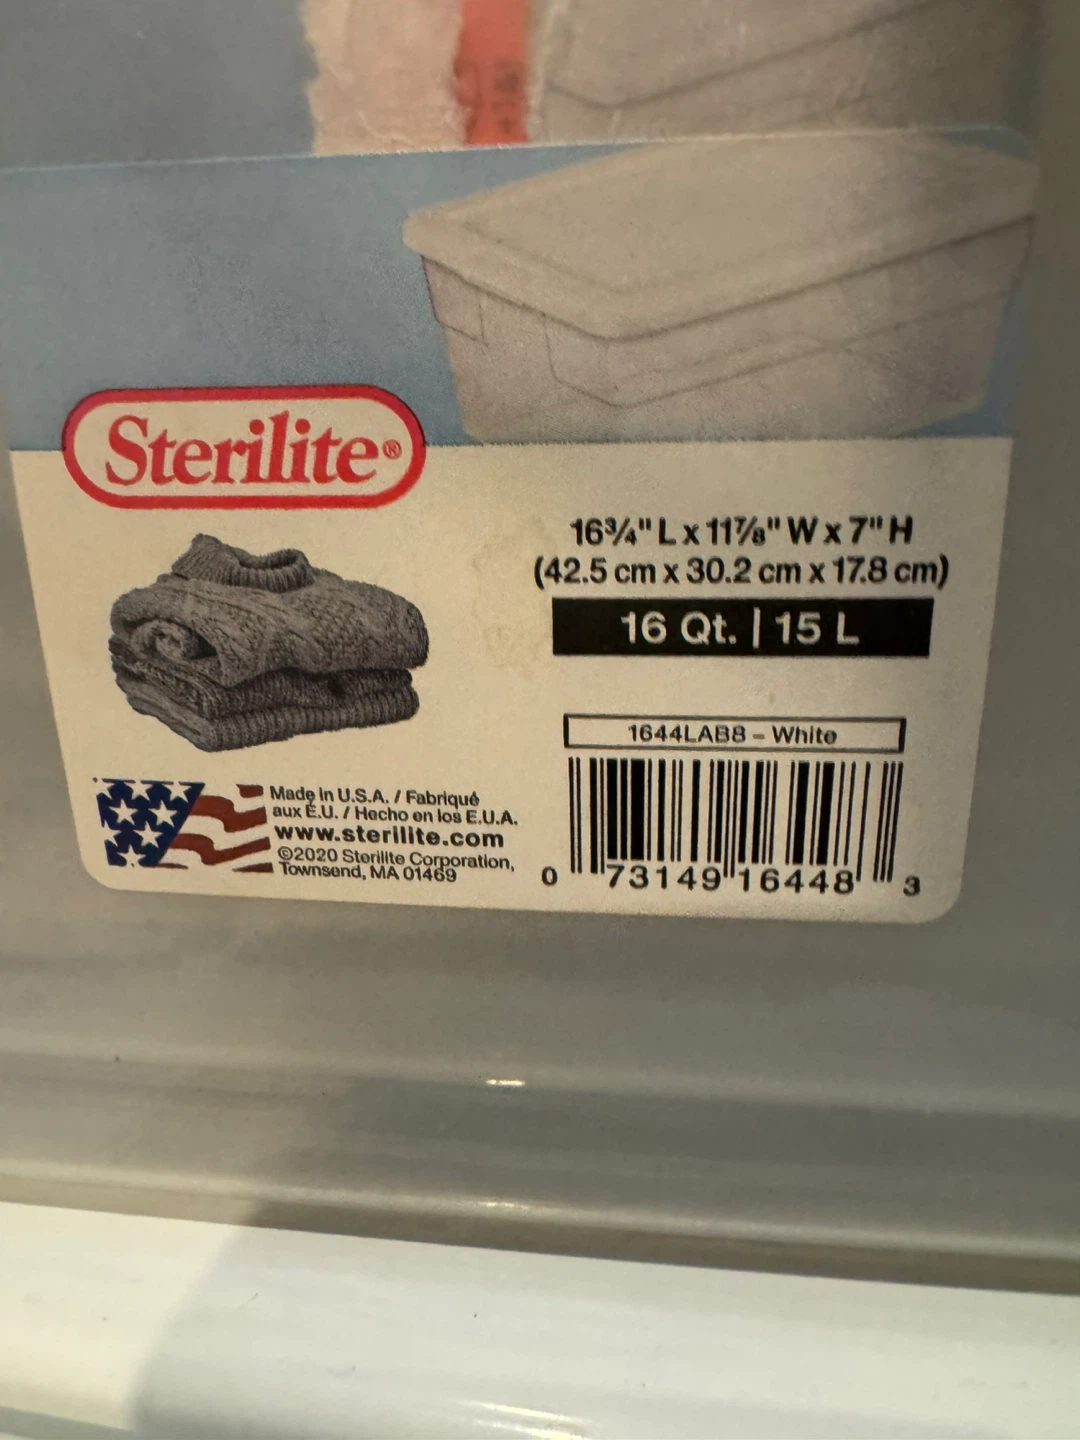 Sterilite®
16¾" L x 11⅞" W x 7" H
(42.5 cm x 30.2 cm x 17.8 cm)
16 Qt. | 15 L
1644LAB8 – White
Made in U.S.A. / Fabriqué
aux É.U. / Hecho en los E.U.A.
www.sterilite.com
©2020 Sterilite Corporation,
Townsend, MA 01469
0 73149 16448 3